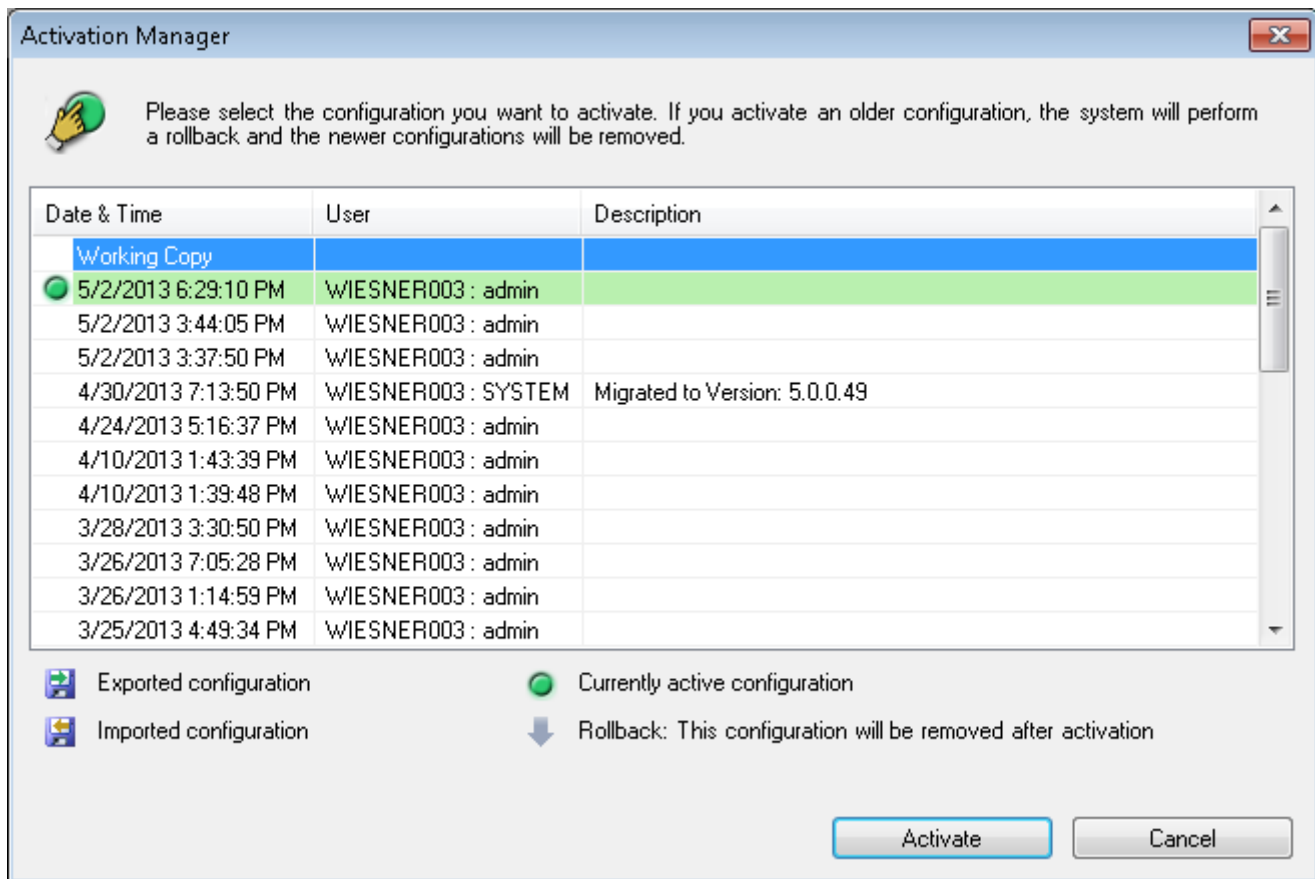 Activation Manager
Please select the configuration you want to activate. If you activate an older configuration, the system will perform
a rollback and the newer configurations will be removed.
Date & Time User Description
Working Copy
5/2/2013 6:29:10 PM WIESNER003 : admin
5/2/2013 3:44:05 PM WIESNER003 : admin
5/2/2013 3:37:50 PM WIESNER003 : admin
4/30/2013 7:13:50 PM WIESNER003 : SYSTEM Migrated to Version: 5.0.0.49
4/24/2013 5:16:37 PM WIESNER003 : admin
4/10/2013 1:43:39 PM WIESNER003 : admin
4/10/2013 1:39:48 PM WIESNER003 : admin
3/28/2013 3:30:50 PM WIESNER003 : admin
3/26/2013 7:05:28 PM WIESNER003 : admin
3/26/2013 1:14:59 PM WIESNER003 : admin
3/25/2013 4:49:34 PM WIESNER003 : admin
Exported configuration Currently active configuration
Imported configuration Rollback: This configuration will be removed after activation
Activate Cancel